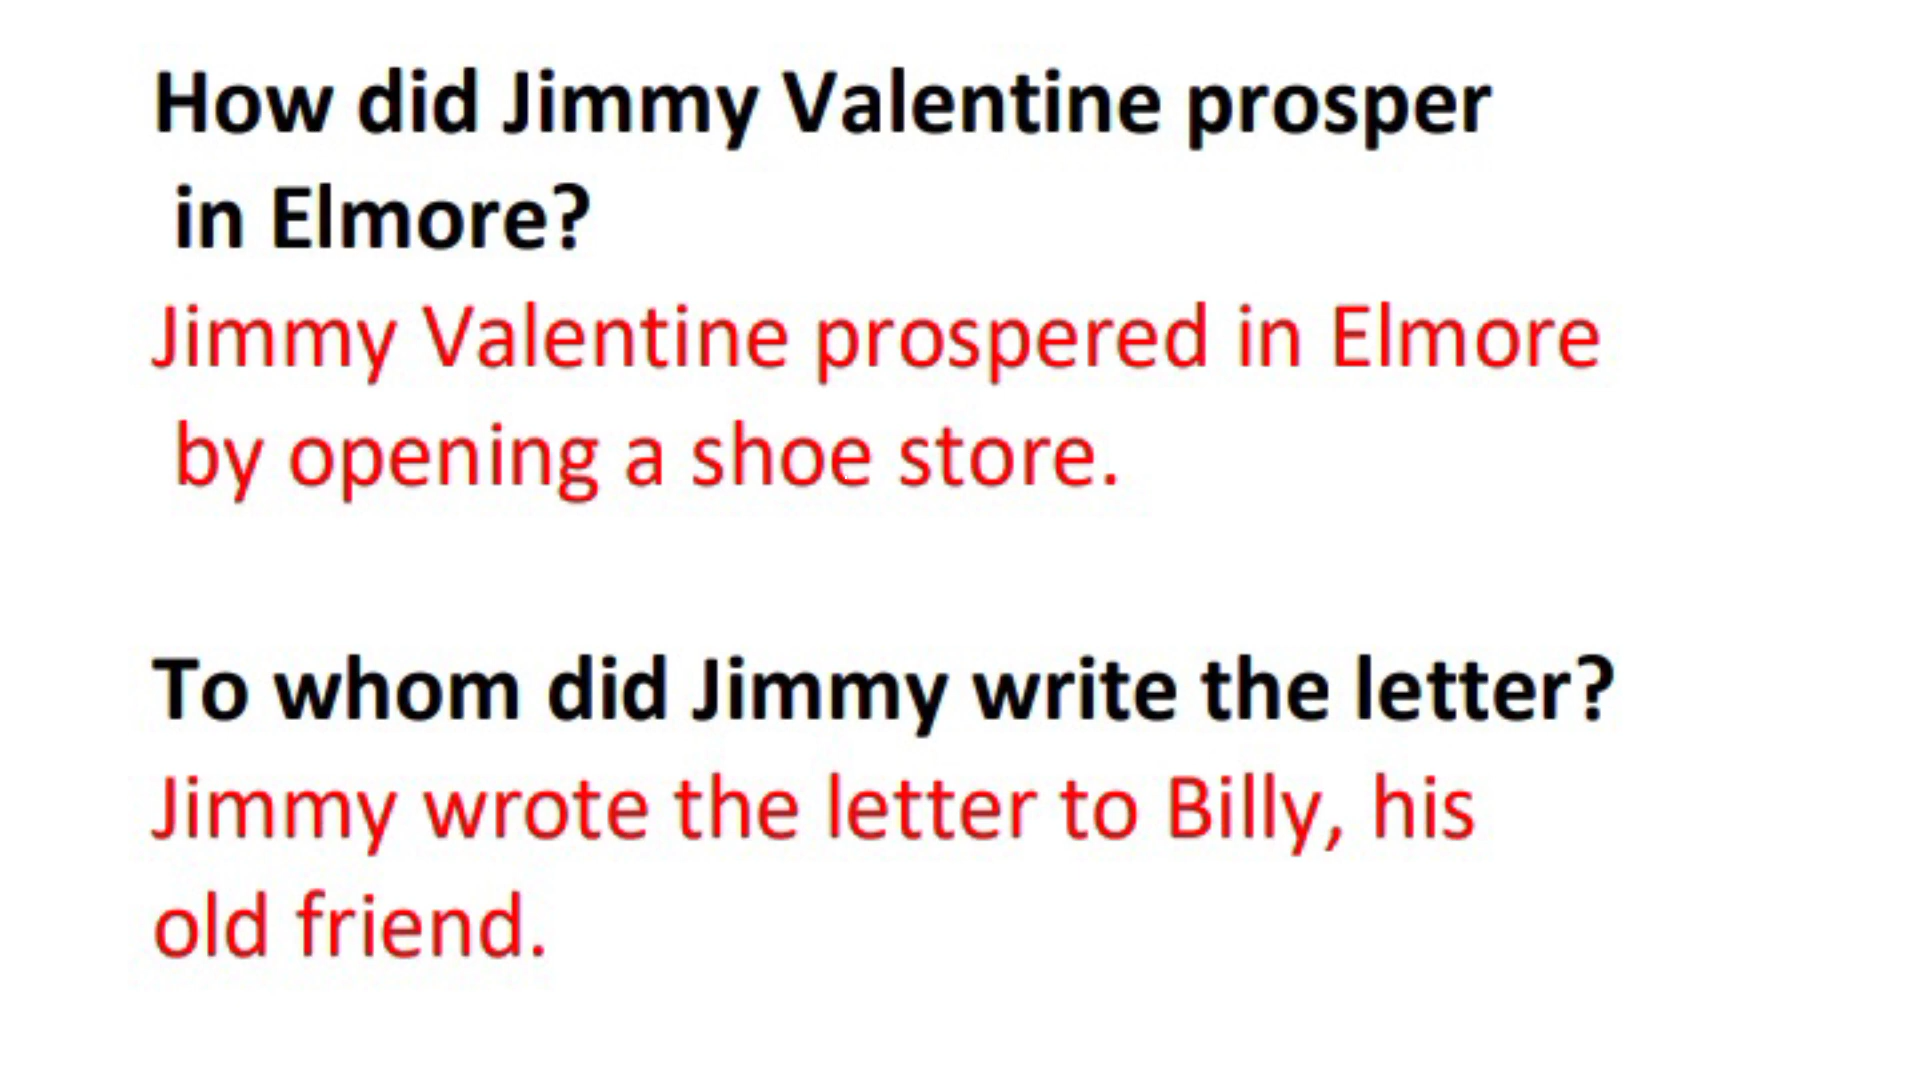 How did Jimmy Valentine prosper
in Elmore?
Jimmy Valentine prospered in Elmore
by opening a shoe store.
To whom did Jimmy write the letter?
Jimmy wrote the letter to Billy, his
old friend.